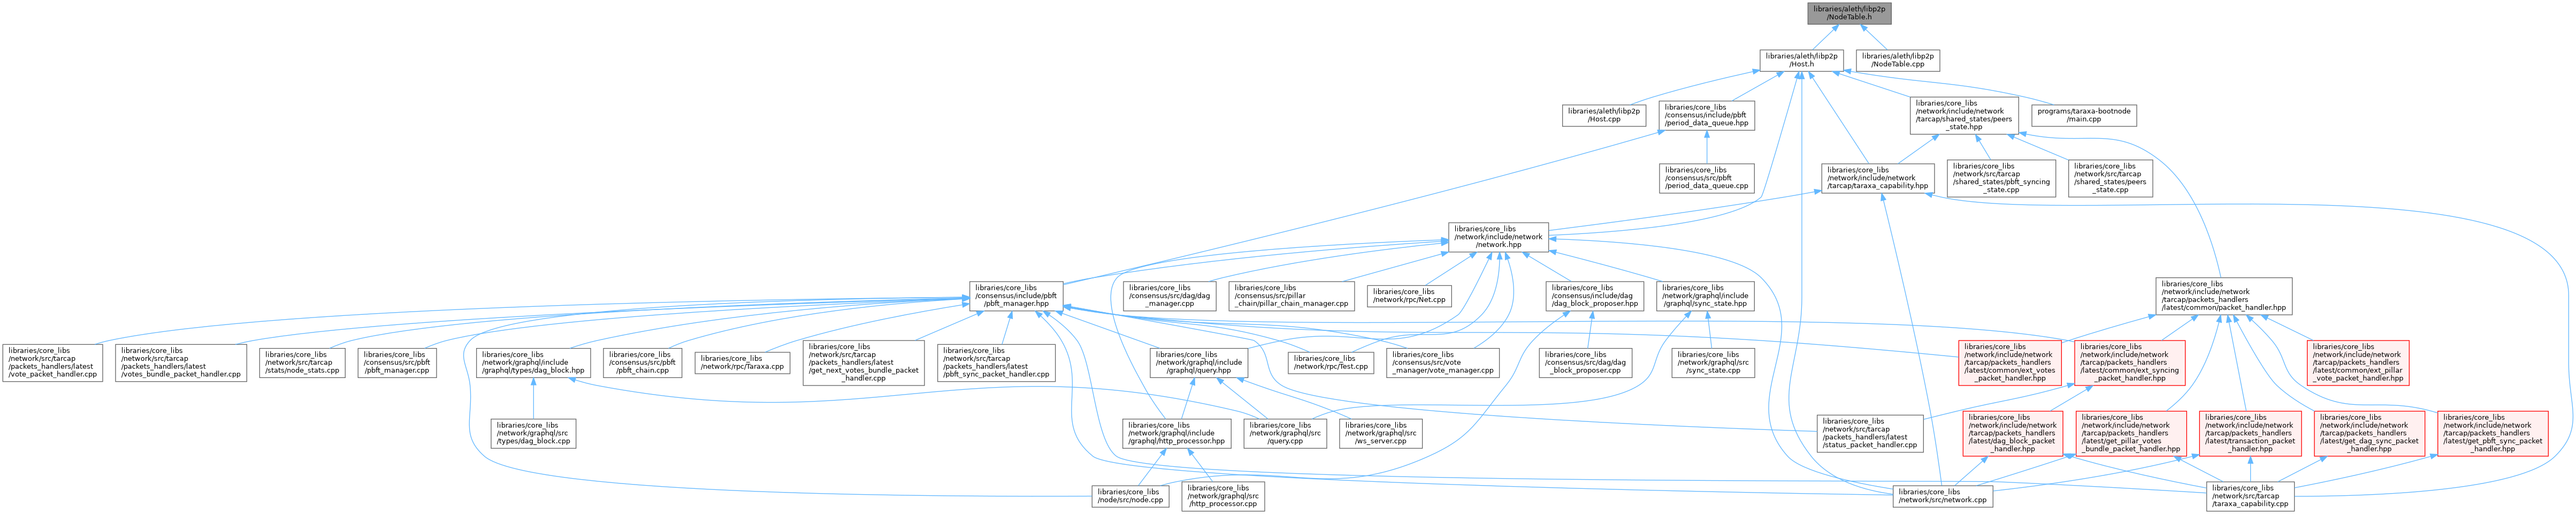 libraries/aleth/libp2p
/NodeTable.h
libraries/aleth/libp2p
/Host.h
libraries/aleth/libp2p
/NodeTable.cpp
libraries/aleth/libp2p
/Host.cpp
libraries/core_libs
/consensus/include/pbft
/period_data_queue.hpp
libraries/core_libs
/network/include/network
/tarcap/shared_states/peers
_state.hpp
programs/taraxa-bootnode
/main.cpp
libraries/core_libs
/consensus/src/pbft
/period_data_queue.cpp
libraries/core_libs
/network/include/network
/tarcap/taraxa_capability.hpp
libraries/core_libs
/network/src/tarcap
/shared_states/pbft_syncing
_state.cpp
libraries/core_libs
/network/src/tarcap
/shared_states/peers
_state.cpp
libraries/core_libs
/network/include/network
/network.hpp
libraries/core_libs
/consensus/include/pbft
/pbft_manager.hpp
libraries/core_libs
/consensus/src/dag/dag
_manager.cpp
libraries/core_libs
/consensus/src/pillar
_chain/pillar_chain_manager.cpp
libraries/core_libs
/network/rpc/Net.cpp
libraries/core_libs
/consensus/include/dag
/dag_block_proposer.hpp
libraries/core_libs
/network/graphql/include
/graphql/sync_state.hpp
libraries/core_libs
/network/include/network
/tarcap/packets_handlers
/latest/common/packet_handler.hpp
libraries/core_libs
/network/src/tarcap
/packets_handlers/latest
/vote_packet_handler.cpp
libraries/core_libs
/network/src/tarcap
/packets_handlers/latest
/votes_bundle_packet_handler.cpp
libraries/core_libs
/network/src/tarcap
/stats/node_stats.cpp
libraries/core_libs
/consensus/src/pbft
/pbft_manager.cpp
libraries/core_libs
/network/graphql/include
/graphql/types/dag_block.hpp
libraries/core_libs
/consensus/src/pbft
/pbft_chain.cpp
libraries/core_libs
/network/rpc/Taraxa.cpp
libraries/core_libs
/network/src/tarcap
/packets_handlers/latest
/get_next_votes_bundle_packet
_handler.cpp
libraries/core_libs
/network/src/tarcap
/packets_handlers/latest
/pbft_sync_packet_handler.cpp
libraries/core_libs
/network/graphql/include
/graphql/query.hpp
libraries/core_libs
/network/rpc/Test.cpp
libraries/core_libs
/consensus/src/vote
_manager/vote_manager.cpp
libraries/core_libs
/consensus/src/dag/dag
_block_proposer.cpp
libraries/core_libs
/network/graphql/src
/sync_state.cpp
libraries/core_libs
/network/include/network
/tarcap/packets_handlers
/latest/common/ext_votes
_packet_handler.hpp
libraries/core_libs
/network/include/network
/tarcap/packets_handlers
/latest/common/ext_syncing
_packet_handler.hpp
libraries/core_libs
/network/include/network
/tarcap/packets_handlers
/latest/common/ext_pillar
_vote_packet_handler.hpp
libraries/core_libs
/network/graphql/src
/types/dag_block.cpp
libraries/core_libs
/network/graphql/include
/graphql/http_processor.hpp
libraries/core_libs
/network/graphql/src
/query.cpp
libraries/core_libs
/network/graphql/src
/ws_server.cpp
libraries/core_libs
/network/src/tarcap
/packets_handlers/latest
/status_packet_handler.cpp
libraries/core_libs
/network/include/network
/tarcap/packets_handlers
/latest/dag_block_packet
_handler.hpp
libraries/core_libs
/network/include/network
/tarcap/packets_handlers
/latest/get_pillar_votes
_bundle_packet_handler.hpp
libraries/core_libs
/network/include/network
/tarcap/packets_handlers
/latest/transaction_packet
_handler.hpp
libraries/core_libs
/network/include/network
/tarcap/packets_handlers
/latest/get_dag_sync_packet
_handler.hpp
libraries/core_libs
/network/include/network
/tarcap/packets_handlers
/latest/get_pbft_sync_packet
_handler.hpp
libraries/core_libs
/node/src/node.cpp
libraries/core_libs
/network/graphql/src
/http_processor.cpp
libraries/core_libs
/network/src/network.cpp
libraries/core_libs
/network/src/tarcap
/taraxa_capability.cpp